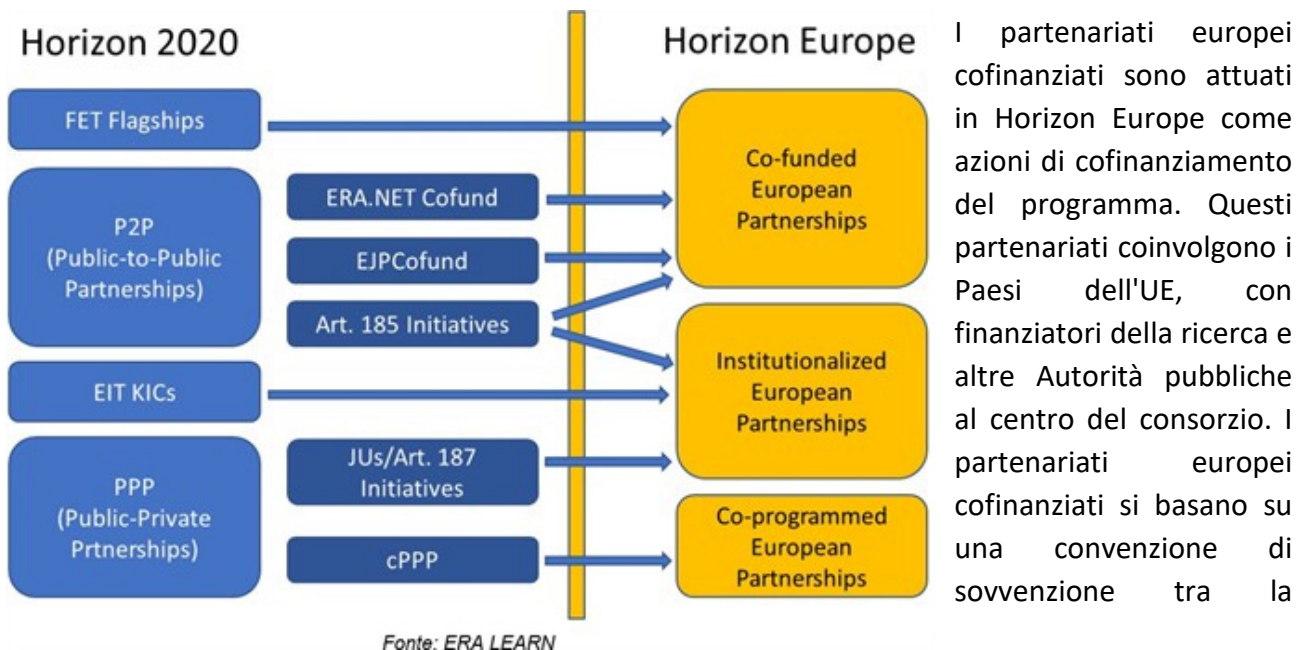 Horizon 2020
Horizon Europe
FET Flagships
P2P
(Public-to-Public
Partnerships)
ERA.NET Cofund
EJPCofund
Art. 185 Initiatives
EIT KICs
PPP
(Public-Private
Prtnerships)
JUs/Art. 187
Initiatives
cPPP
Co-funded
European
Partnerships
Institutionalized
European
Partnerships
Co-programmed
European
Partnerships
Fonte: ERA LEARN
I partenariati europei
cofinanziati sono attuati
in Horizon Europe come
azioni di cofinanziamento
del programma. Questi
partenariati coinvolgono i
Paesi dell'UE, con
finanziatori della ricerca e
altre Autorità pubbliche
al centro del consorzio. I
partenariati europei
cofinanziati si basano su
una convenzione di
sovvenzione tra la